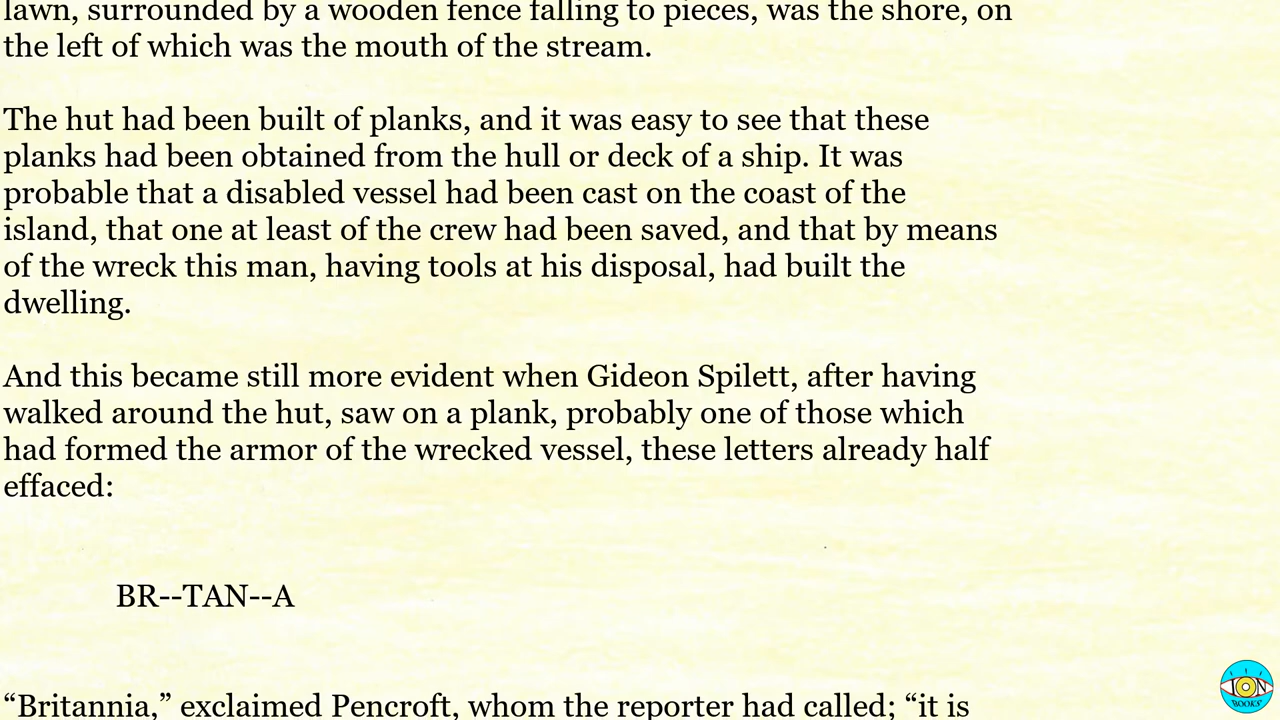 lawn, surrounded by a wooden fence falling to pieces, was the shore, on
the left of which was the mouth of the stream.
The hut had been built of planks, and it was easy to see that these
planks had been obtained from the hull or deck of a ship. It was
probable that a disabled vessel had been cast on the coast of the
island, that one at least of the crew had been saved, and that by means
of the wreck this man, having tools at his disposal, had built the
dwelling.
And this became still more evident when Gideon Spilett, after having
walked around the hut, saw on a plank, probably one of those which
had formed the armor of the wrecked vessel, these letters already half
effaced:
BR--TAN--A
“Britannia,” exclaimed Pencroft, whom the reporter had called; “it is
ION
BOOKS